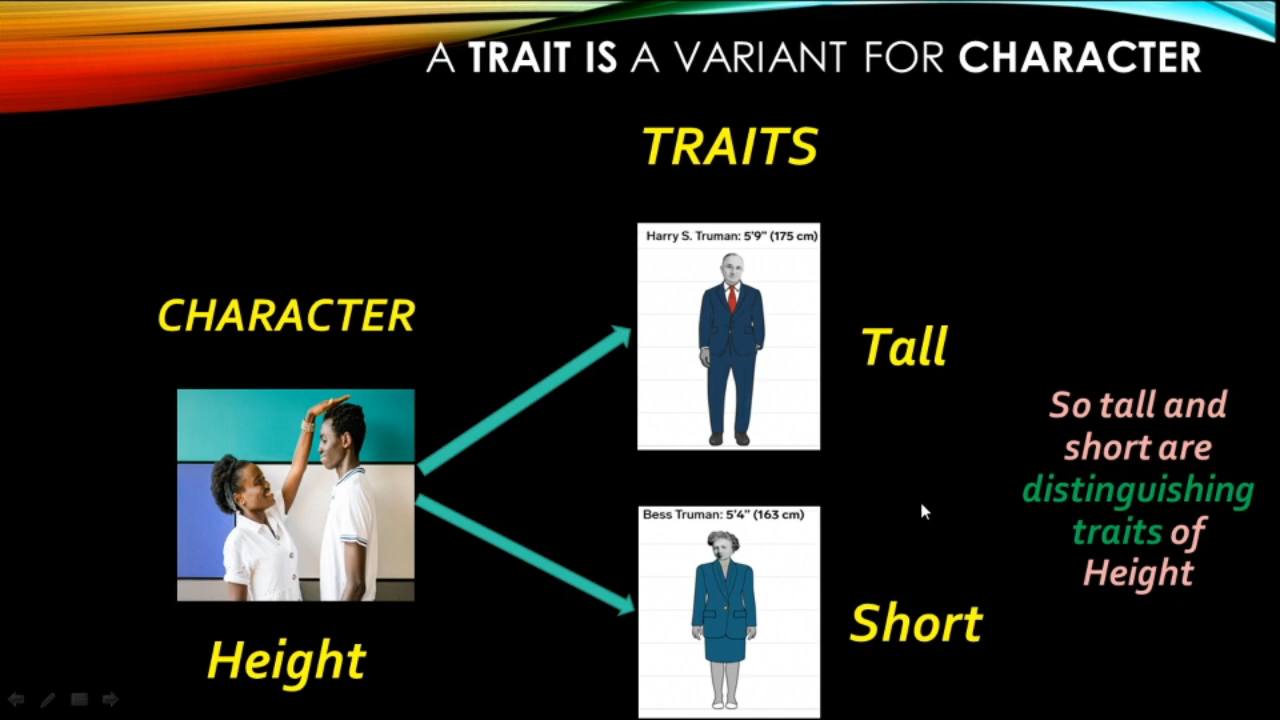 A TRAIT IS A VARIANT FOR CHARACTER
TRAITS
Harry S. Truman: 5'9" (175 cm)
CHARACTER
Tall
So tall and
short are
distinguishing
traits of
Height
Bess Truman: 5'4" (163 cm)
Short
Height